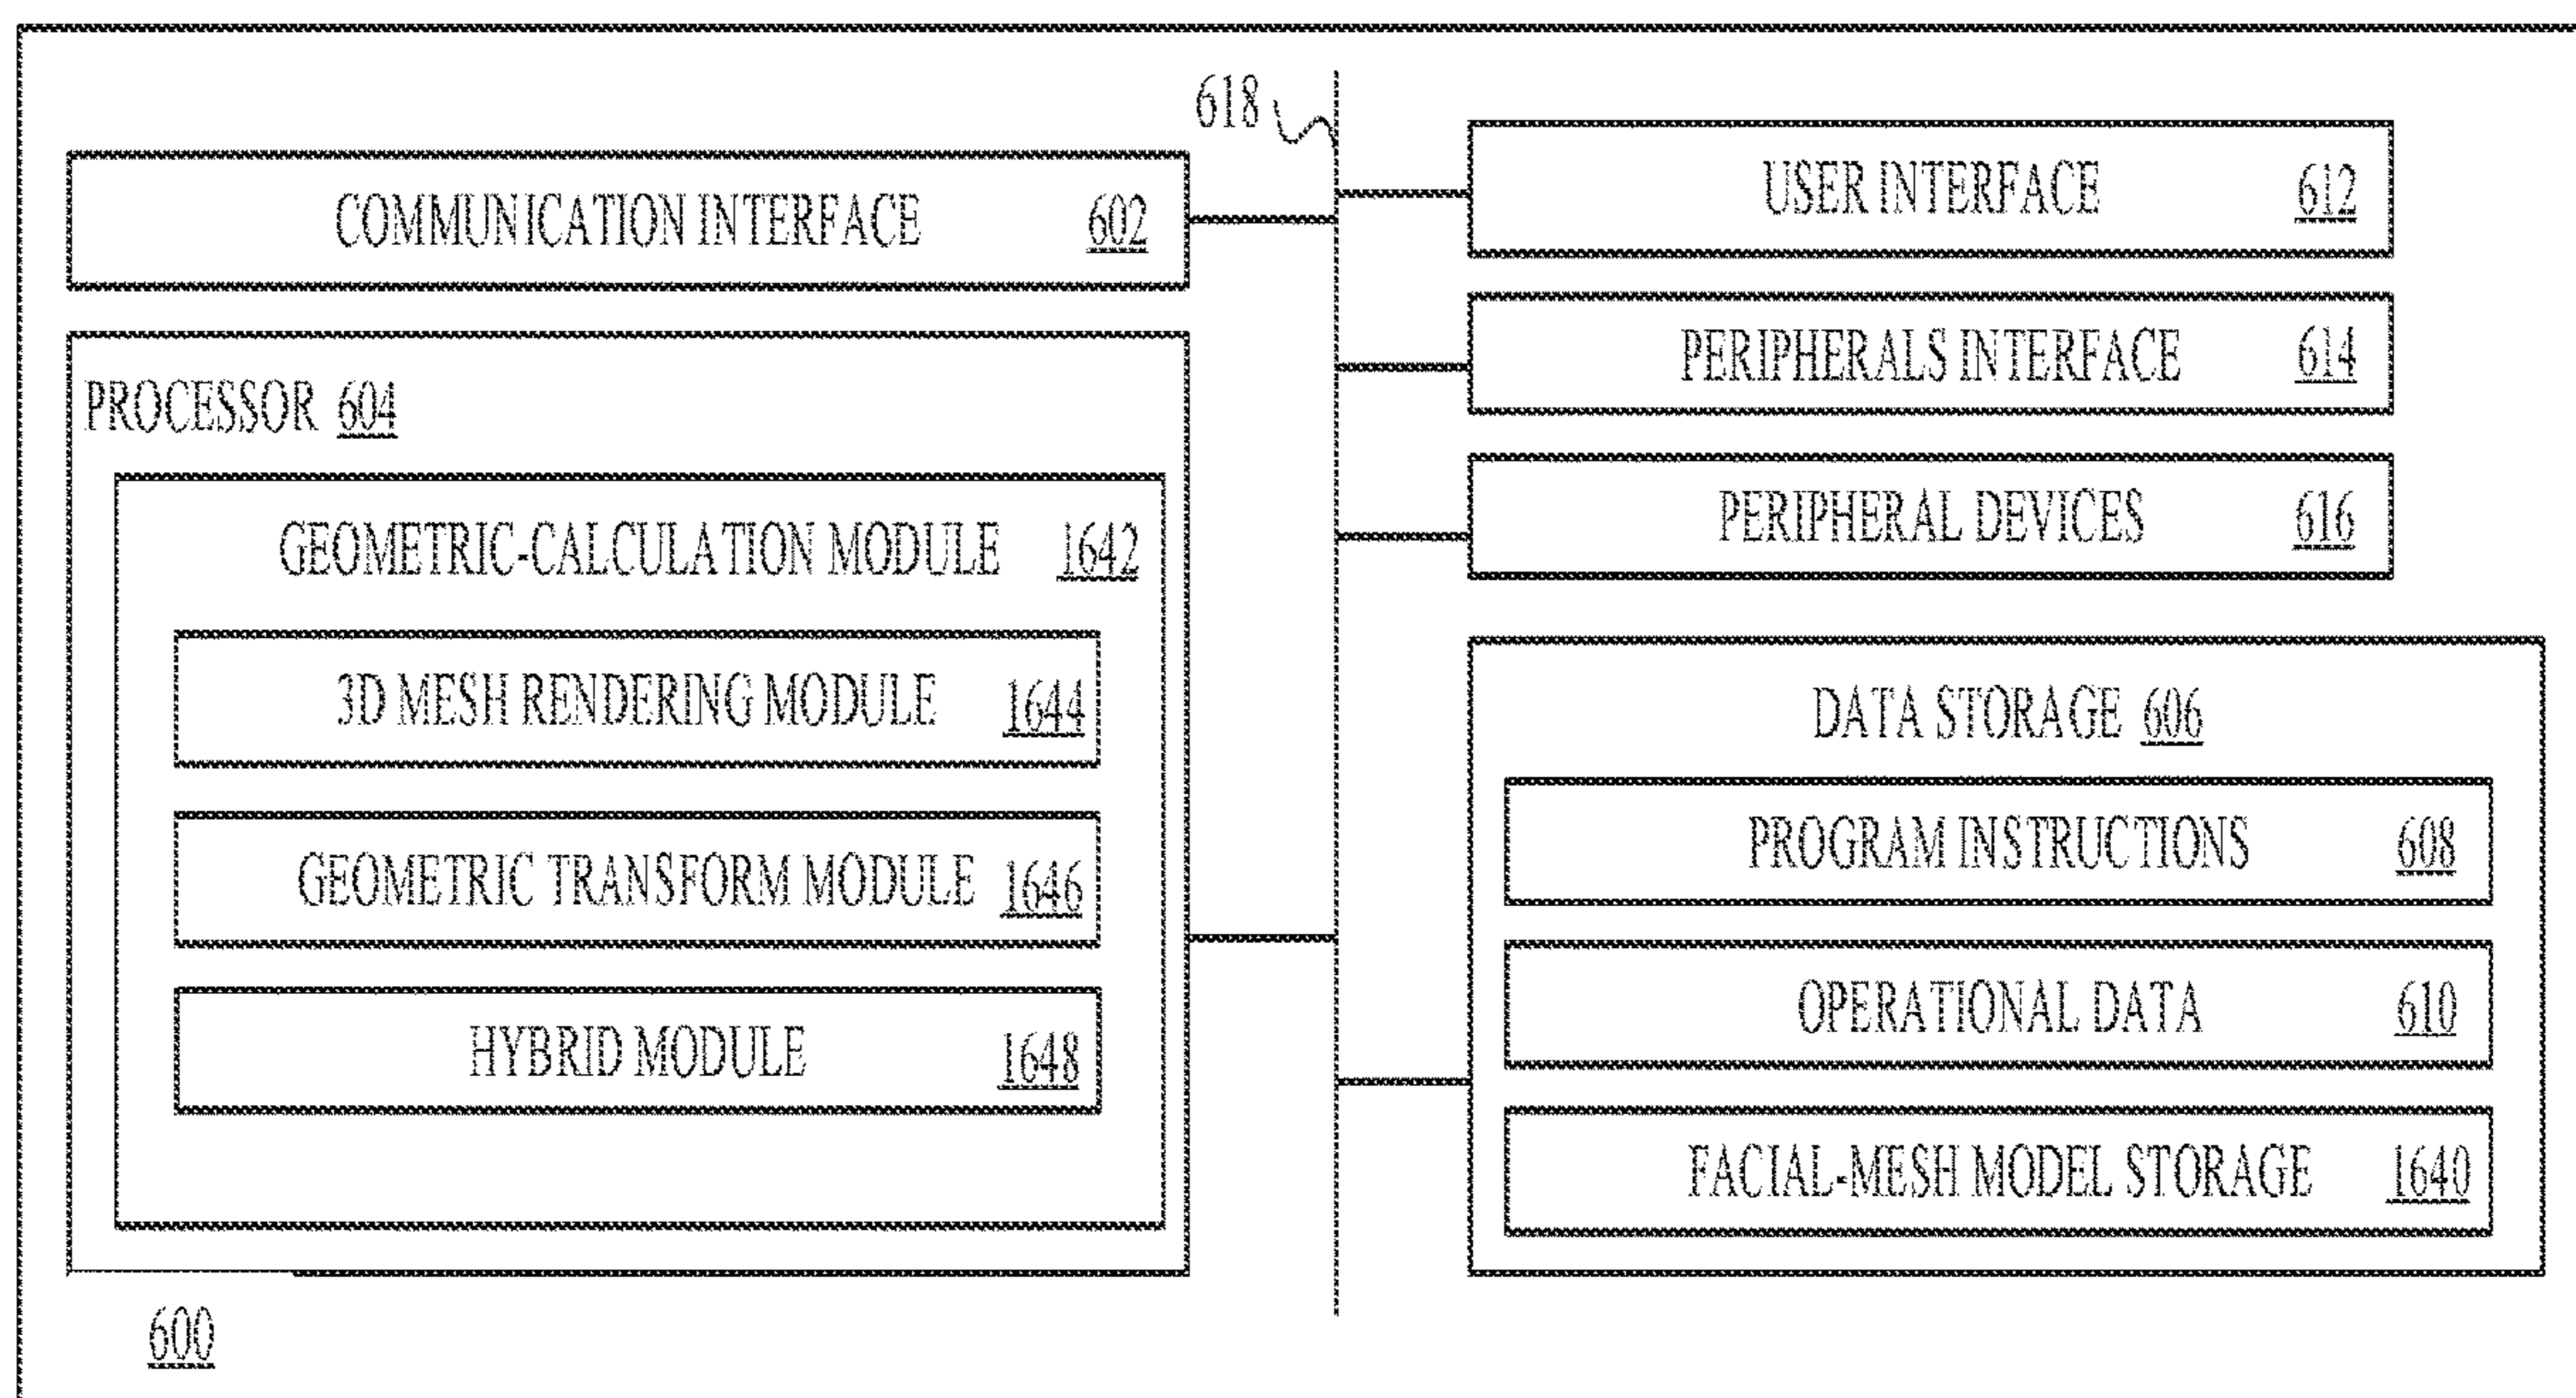 618
COMMUNICATION INTERFACE 602
PROCESSOR 604
GEOMETRIC-CALCULATION MODULE 1642
3D MESH RENDERING MODULE 1644
GEOMETRIC TRANSFORM MODULE 1646
HYBRID MODULE 1648
USER INTERFACE 612
PERIPHERALS INTERFACE 614
PERIPHERAL DEVICES 616
DATA STORAGE 606
PROGRAM INSTRUCTIONS 608
OPERATIONAL DATA 610
FACIAL-MESH MODEL STORAGE 1640
600